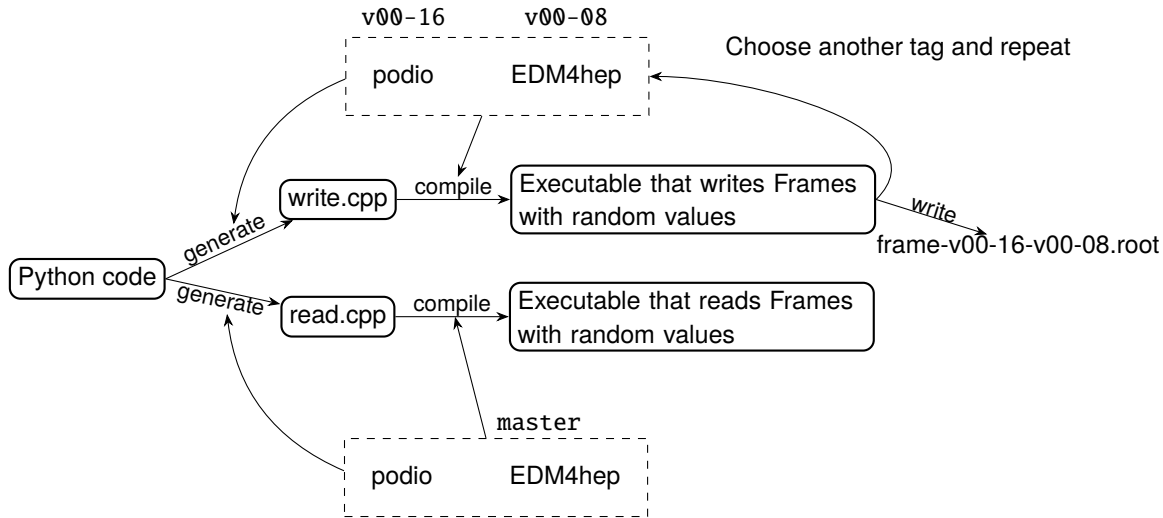 v00-16 v00-08
Choose another tag and repeat
podio EDM4hep
Executable that writes Frames
with random values
compile
write.cpp
write
generate
frame-v00-16-v00-08.root
Python code
generate
read.cpp
compile
Executable that reads Frames
with random values
master
podio EDM4hep